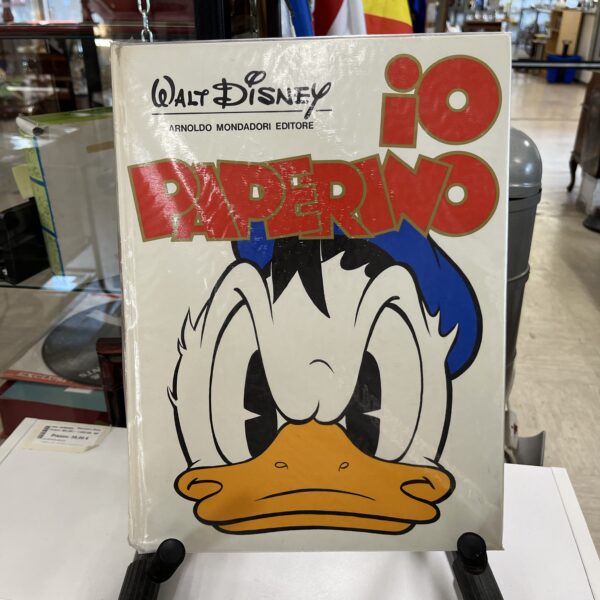 WALT DISNEY
ARNOLDO MONDADORI EDITORE
iO
PAPERINO